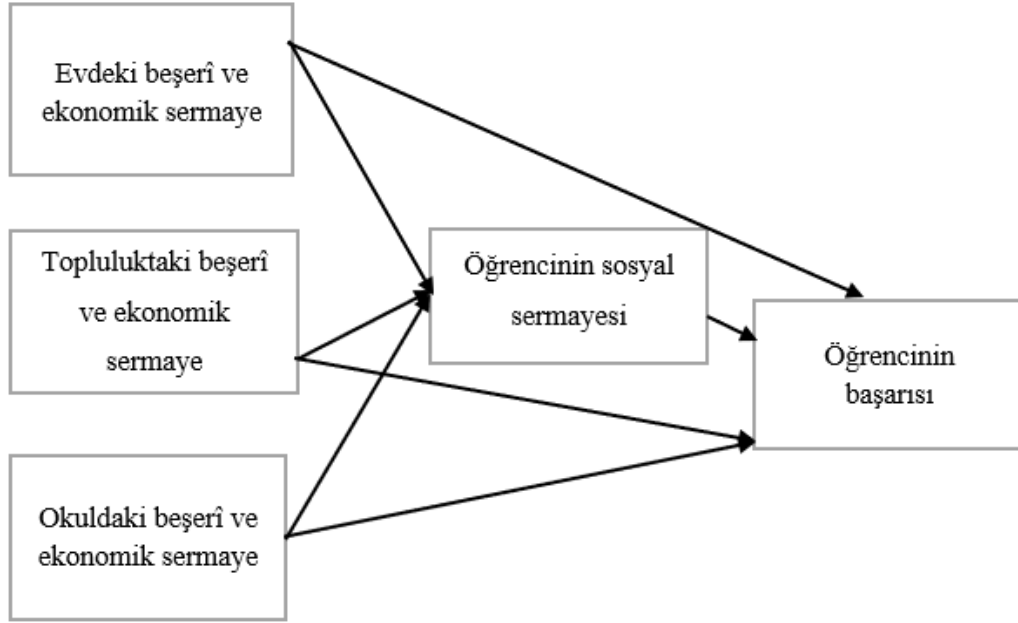 Evdeki beşerî ve
ekonomik sermaye
Topluluktaki beşerî
ve ekonomik
sermaye
Öğrencinin sosyal
sermayesi
Öğrencinin
başarısı
Okuldaki beşerî ve
ekonomik sermaye